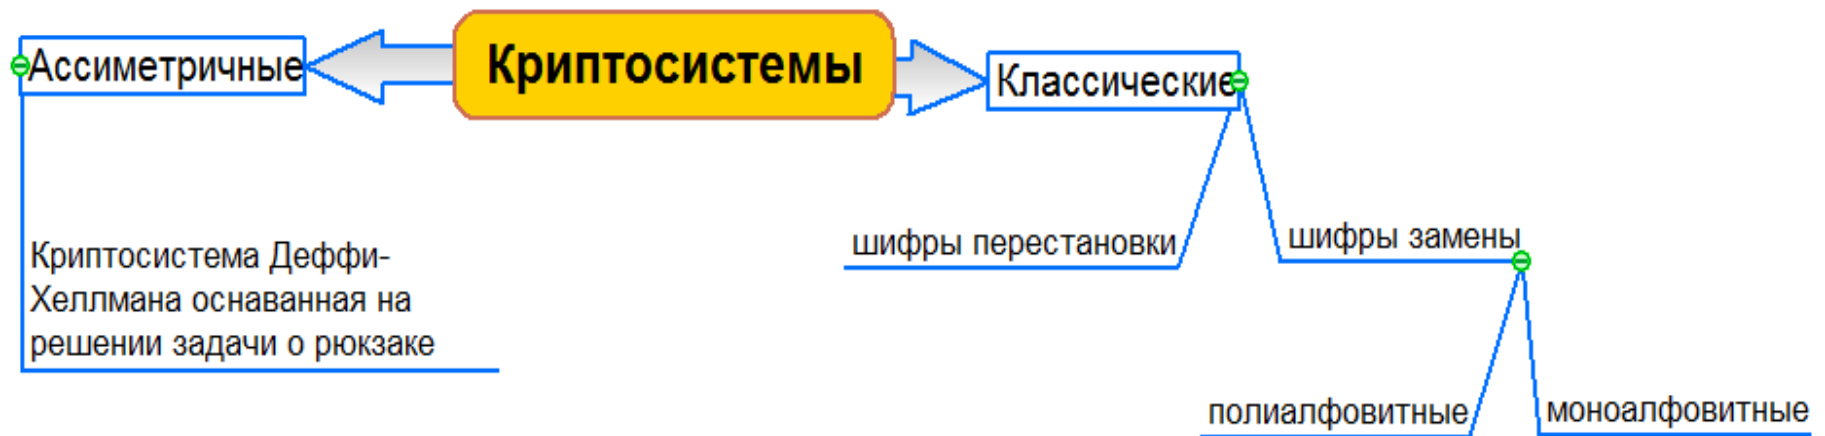 Ассиметричные
Криптосистемы
Классические
шифры перестановки
шифры замены
Криптосистема Деффи-
Хеллмана оснаванная на
решении задачи о рюкзаке
полиалфовитные
моноалфовитные